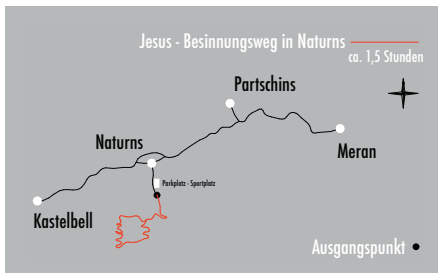 Jesus - Besinnungsweg in Naturns
ca. 1,5 Stunden
Partschins
Naturns
Meran
Parkplatz - Sportplatz
Kastelbell
Ausgangspunkt